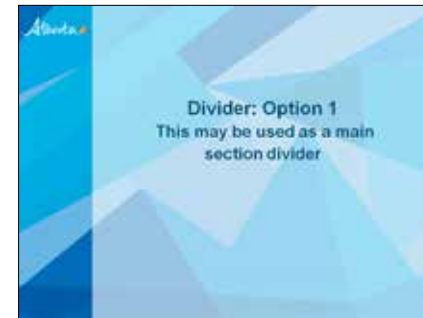 Alberta
Divider: Option 1
This may be used as a main
section divider